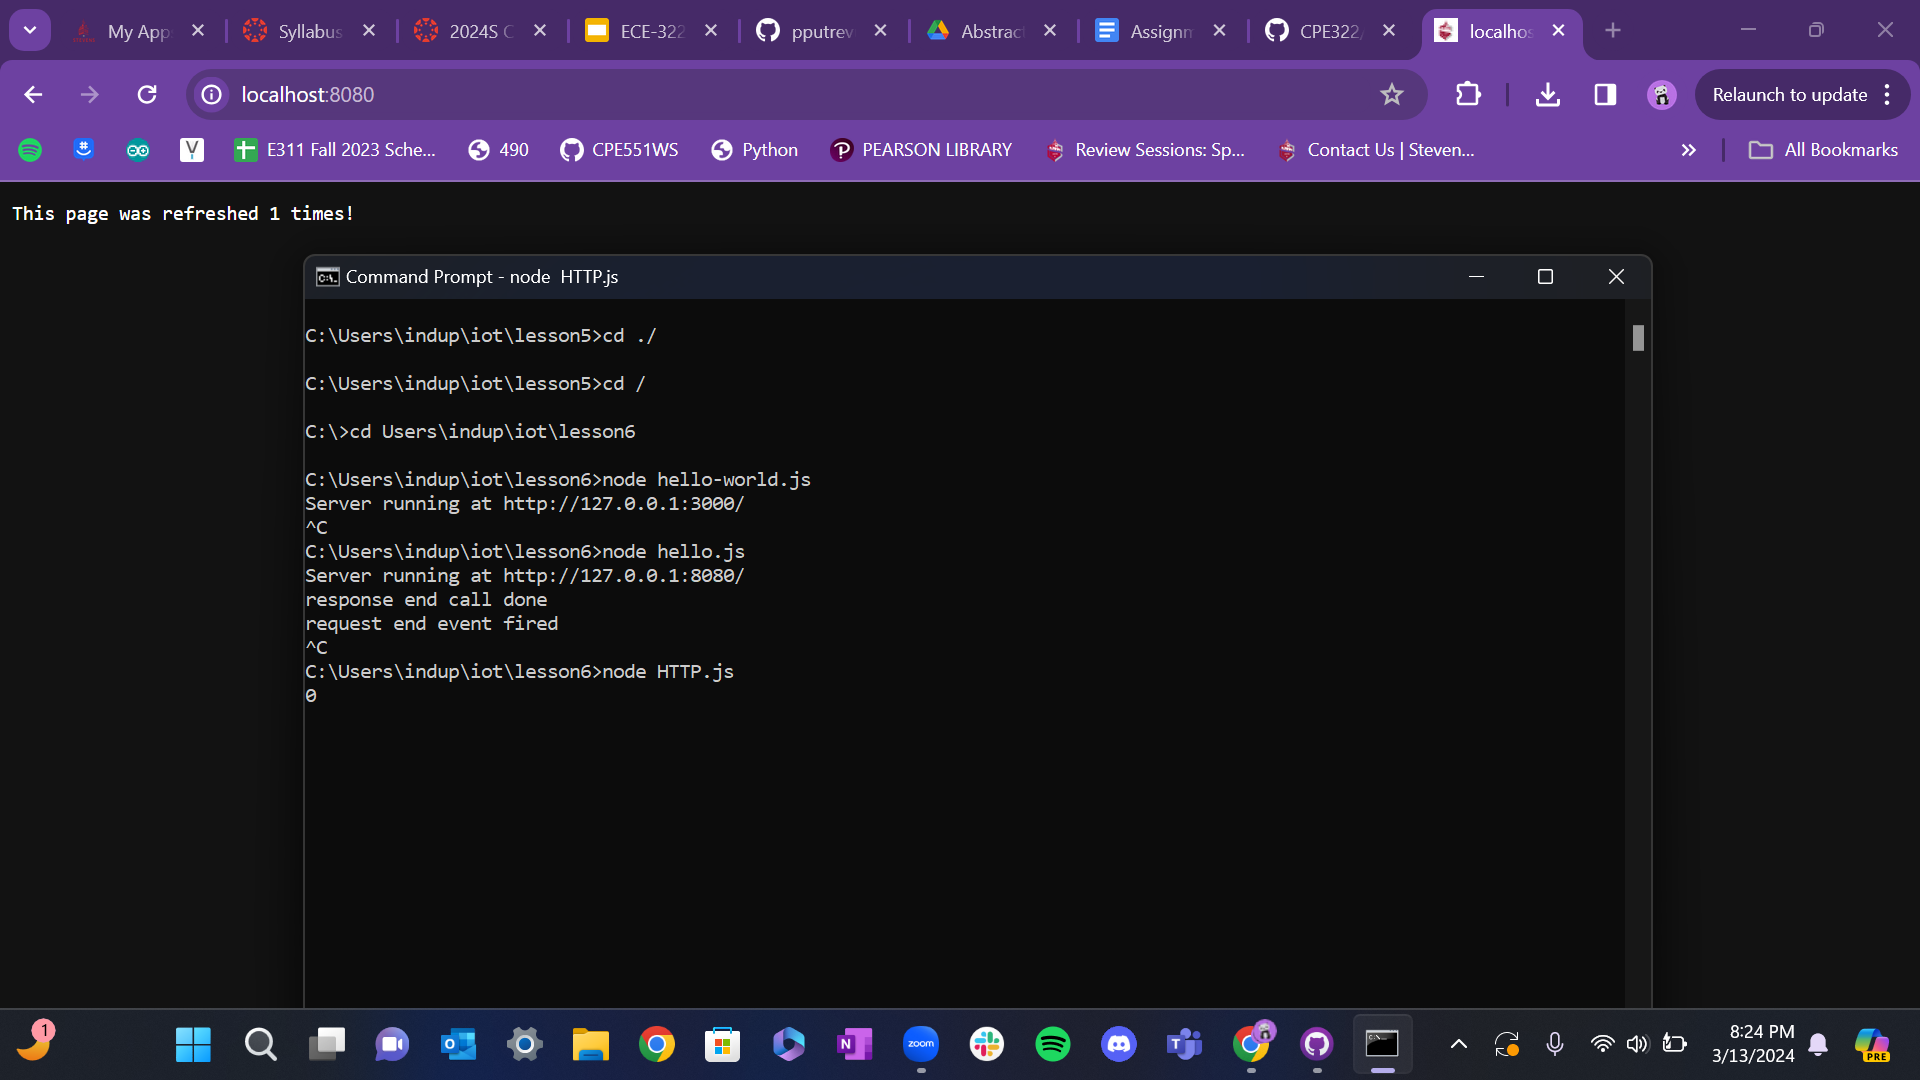 My App
Syllabus
2024S C
ECE-322
pputrev
Abstrac
Assignm
CPE322
localhos
localhost:8080
Relaunch to update
E311 Fall 2023 Sche...
490
CPE551WS
Python
PEARSON LIBRARY
Review Sessions: Sp...
Contact Us | Steven...
All Bookmarks
This page was refreshed 1 times!
Command Prompt - node  HTTP.js
C:\Users\indup\iot\lesson5>cd ./
C:\Users\indup\iot\lesson5>cd /
C:\>cd Users\indup\iot\lesson6
C:\Users\indup\iot\lesson6>node hello-world.js
Server running at http://127.0.0.1:3000/
^C
C:\Users\indup\iot\lesson6>node hello.js
Server running at http://127.0.0.1:8080/
response end call done
request end event fired
^C
C:\Users\indup\iot\lesson6>node HTTP.js
0
1
zoom
8:24 PM
3/13/2024
PRE